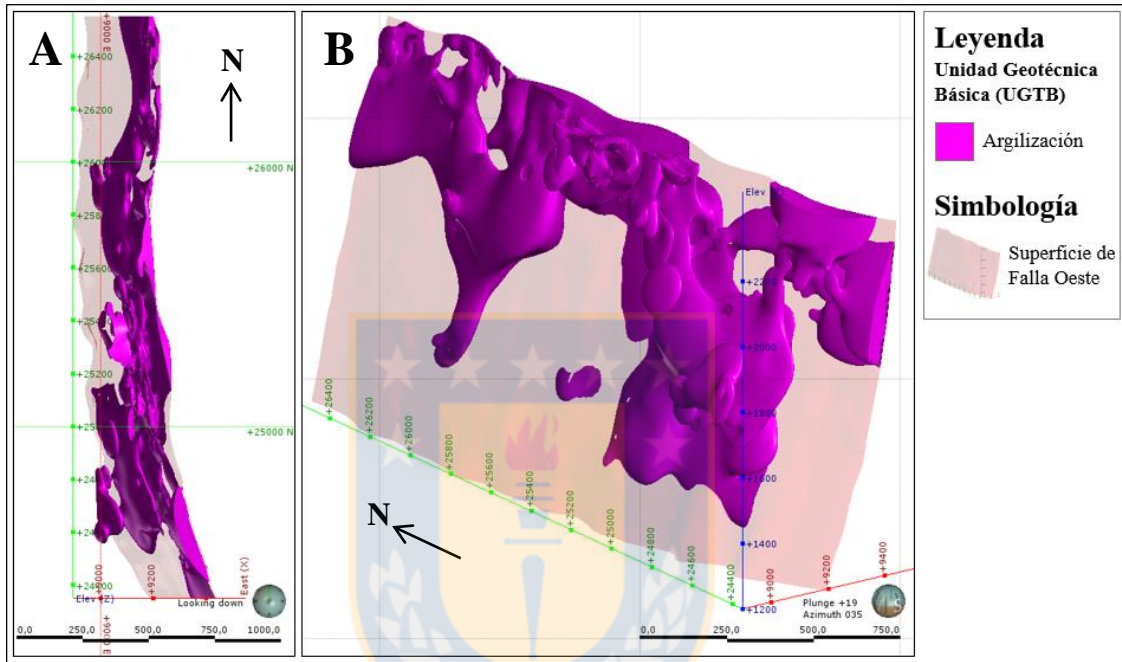 A
N
+9000 E
+26400
+26200
+26000 N
+25600
+25200
+25000 N
+9000 E
+9200
East (X)
Elev (Z)
Looking down
0,0 250,0 500,0 750,0 1000,0
B
Elev
+2200
+2000
+1800
+1600
+1400
+1200
+26400
+26200
+26000
+25800
+25600
+25400
+25200
+25000
+24800
+24600
+24400
+9000
+9200
+9400
N
Plunge +19
Azimuth 035
0,0 250,0 500,0 750,0
Leyenda
Unidad Geotécnica
Básica (UGTB)
Argilización
Simbología
Superficie de
Falla Oeste